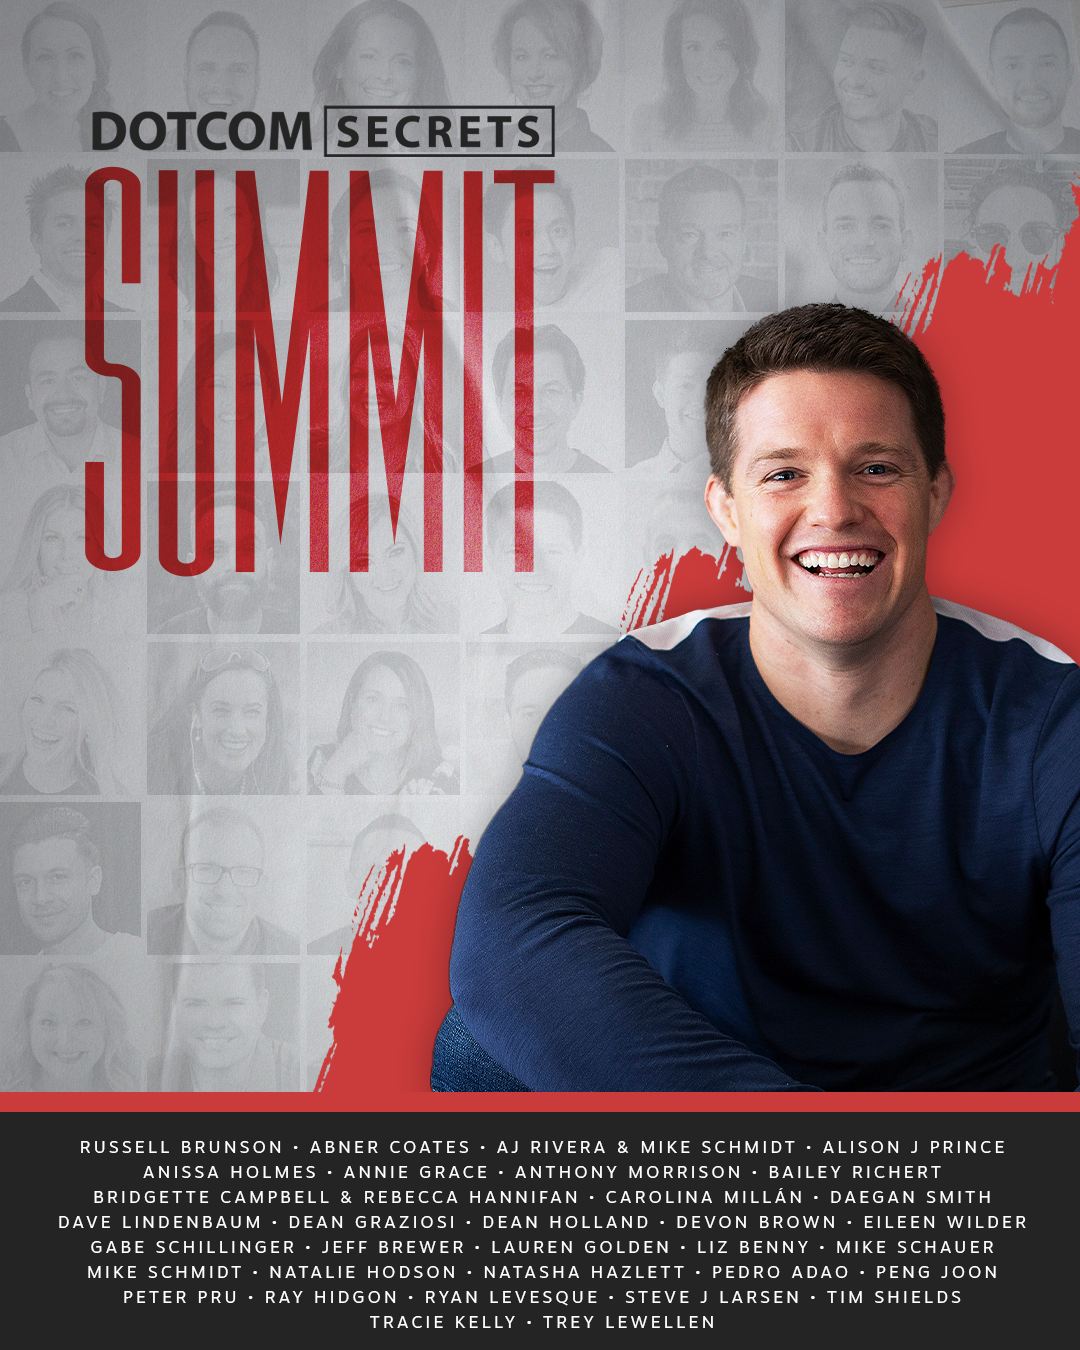 DOTCOM SECRETS
SUMMIT
RUSSELL BRUNSON • ABNER COATES • AJ RIVERA & MIKE SCHMIDT • ALISON J PRINCE
ANISSA HOLMES • ANNIE GRACE • ANTHONY MORRISON • BAILEY RICHERT
BRIDGETTE CAMPBELL & REBECCA HANNIFAN • CAROLINA MILLÁN • DAEGAN SMITH
DAVE LINDENBAUM • DEAN GRAZIOSI • DEAN HOLLAND • DEVON BROWN • EILEEN WILDER
GABE SCHILLINGER • JEFF BREWER • LAUREN GOLDEN • LIZ BENNY • MIKE SCHAUER
MIKE SCHMIDT • NATALIE HODSON • NATASHA HAZLETT • PEDRO ADAO • PENG JOON
PETER PRU • RAY HIDGON • RYAN LEVESQUE • STEVE J LARSEN • TIM SHIELDS
TRACIE KELLY • TREY LEWELLEN